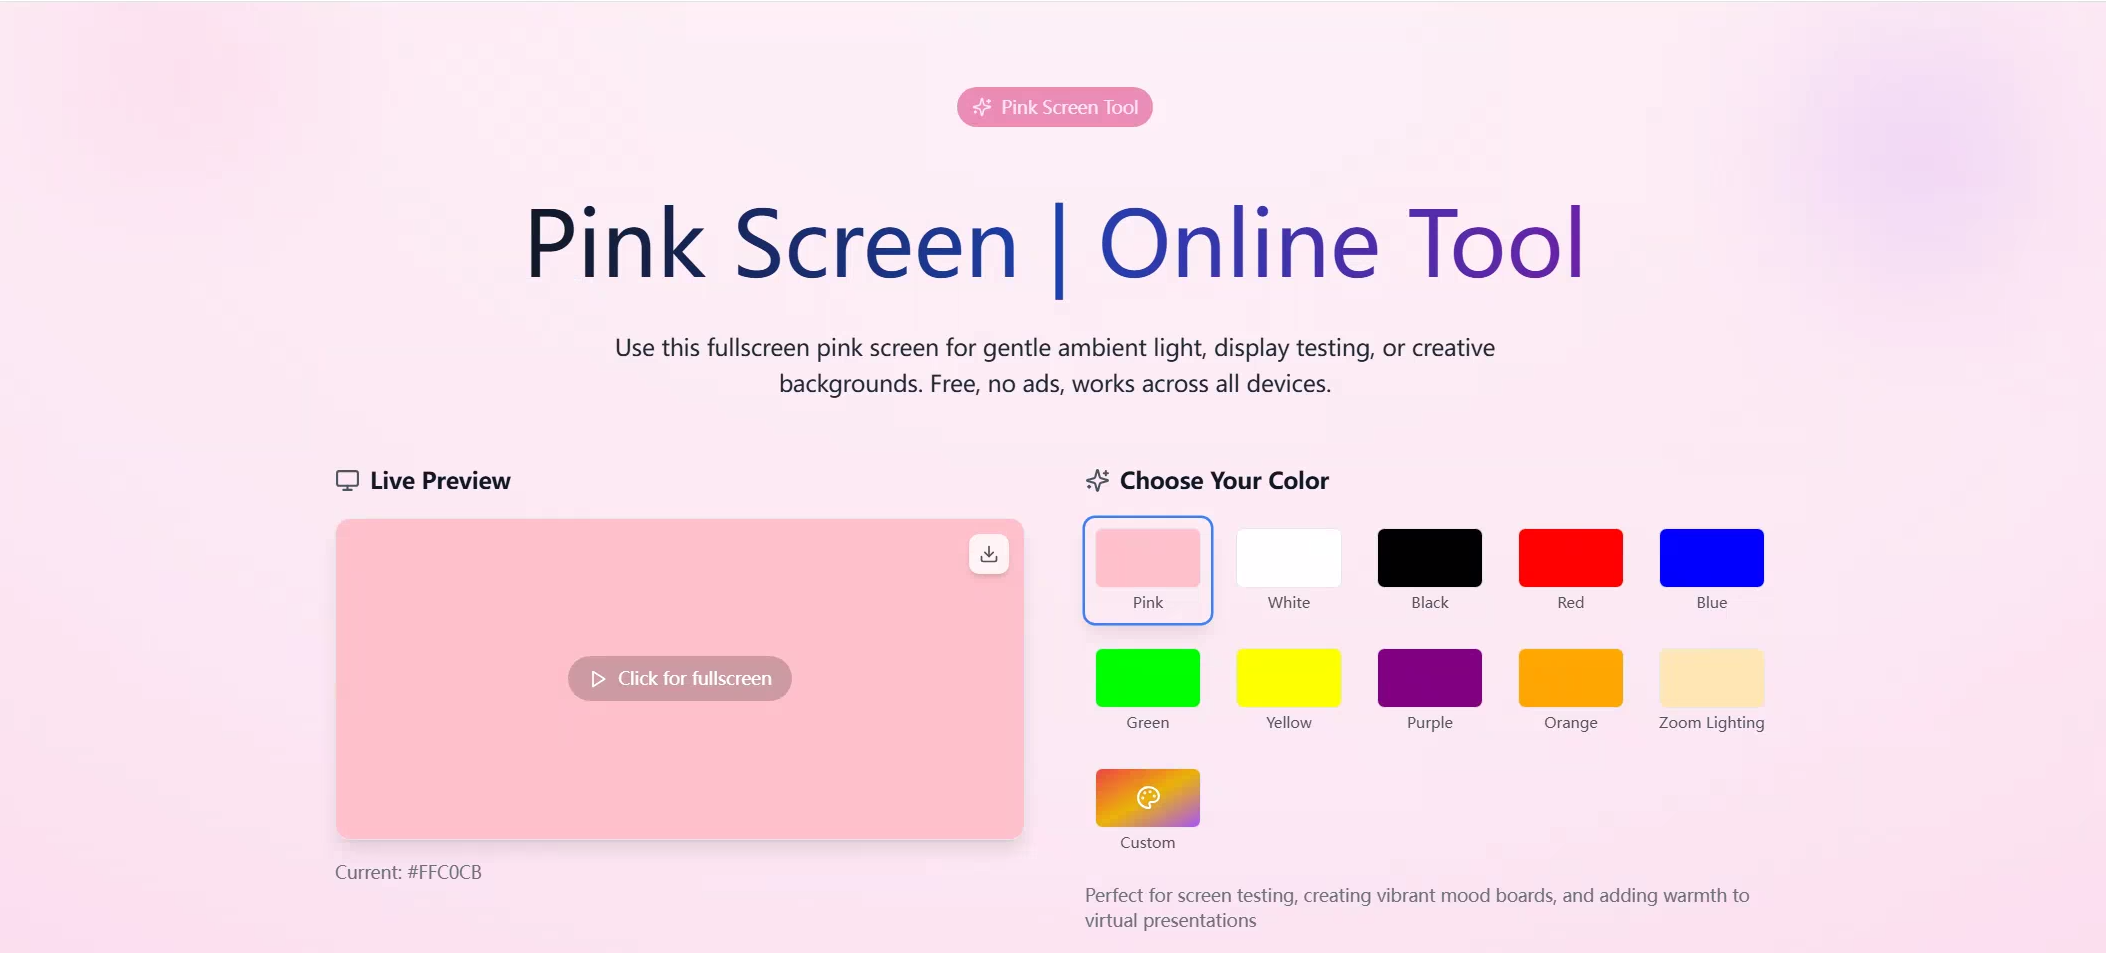 Pink Screen Tool
Pink Screen | Online Tool
Use this fullscreen pink screen for gentle ambient light, display testing, or creative
backgrounds. Free, no ads, works across all devices.
Live Preview
Click for fullscreen
Current: #FFC0CB
Choose Your Color
Pink
White
Black
Red
Blue
Green
Yellow
Purple
Orange
Zoom Lighting
Custom
Perfect for screen testing, creating vibrant mood boards, and adding warmth to
virtual presentations